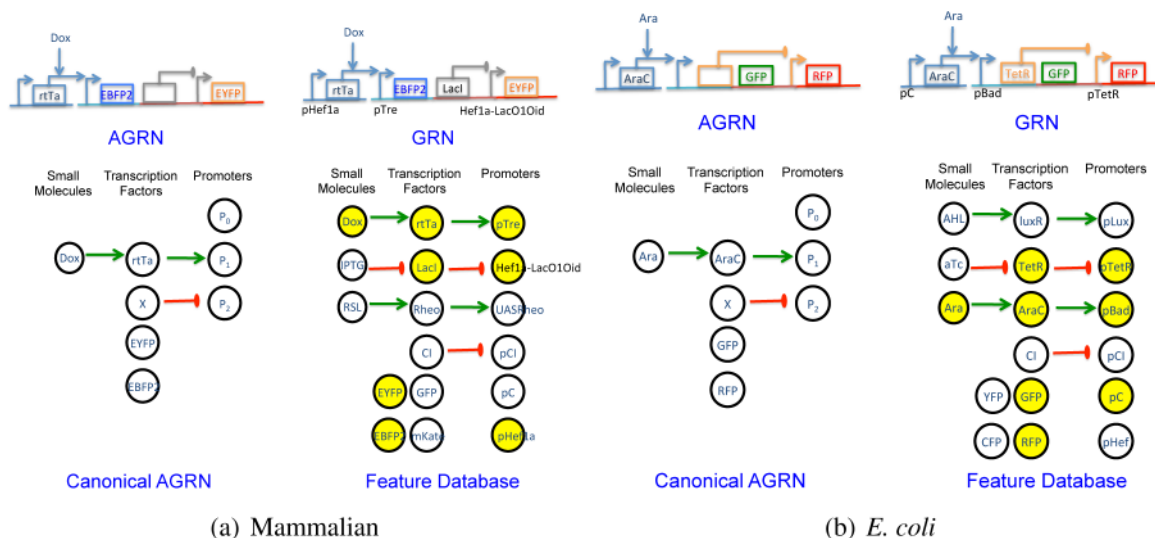 Dox
rtTa
EBFP2
EYFP
AGRN
Dox
rtTa
EBFP2
LacI
EYFP
pHef1a
pTre
Hef1a-LacO1Oid
GRN
Small Molecules
Transcription Factors
Promoters
P0
Dox
rtTa
P1
X
P2
EYFP
EBFP2
Canonical AGRN
Small Molecules
Transcription Factors
Promoters
Dox
rtTa
pTre
IPTG
LacI
Hef1a-LacO1Oid
RSL
Rheo
UASRheo
CI
pCI
EYFP
GFP
pC
EBFP2
mKate
pHef1a
Feature Database
(a) Mammalian
Ara
AraC
GFP
RFP
AGRN
Ara
AraC
TetR
GFP
RFP
pC
pBad
pTetR
GRN
Small Molecules
Transcription Factors
Promoters
P0
Ara
AraC
P1
X
P2
GFP
RFP
Canonical AGRN
Small Molecules
Transcription Factors
Promoters
AHL
luxR
pLux
aTc
TetR
pTetR
Ara
AraC
pBad
CI
pCI
YFP
GFP
pC
CFP
RFP
pHef
Feature Database
(b) E. coli